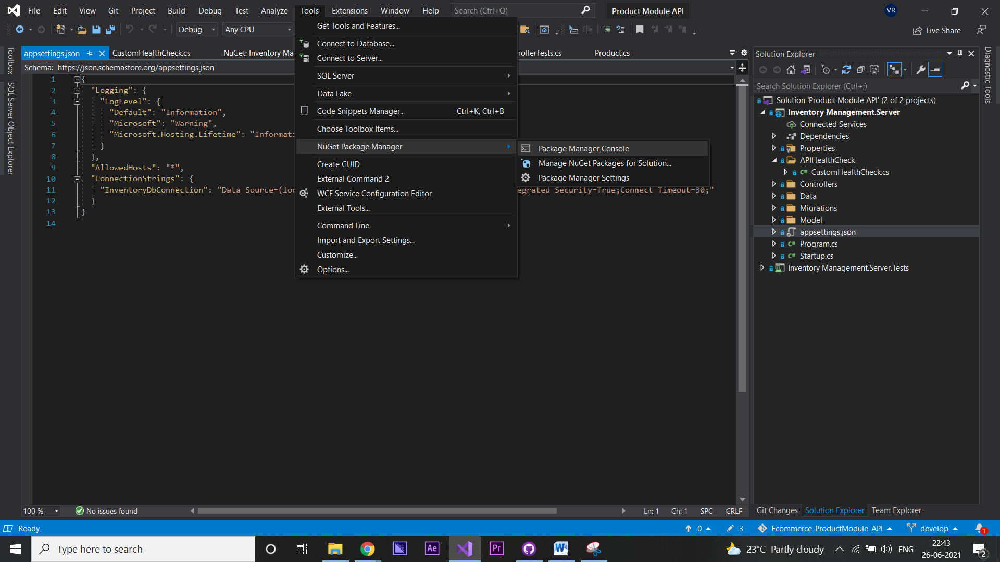 File Edit View Git Project Build Debug Test Analyze Tools Extensions Window Help Search (Ctrl+Q) Product Module API VR
Debug Any CPU Live Share
appsettings.json CustomHealthCheck.cs NuGet: Inventory Ma rollerTests.cs Product.cs
Schema: https://json.schemastore.org/appsettings.json
1 {
2 "Logging": {
3 "LogLevel": {
4 "Default": "Information",
5 "Microsoft": "Warning",
6 "Microsoft.Hosting.Lifetime": "Informati
7 }
8 },
9 "AllowedHosts": "*",
10 "ConnectionStrings": {
11 "InventoryDbConnection": "Data Source=(loc egrated Security=True;Connect Timeout=30;"
12 }
13 }
14
Get Tools and Features...
Connect to Database...
Connect to Server...
SQL Server
Data Lake
Code Snippets Manager... Ctrl+K, Ctrl+B
Choose Toolbox Items...
NuGet Package Manager
Create GUID
External Command 2
WCF Service Configuration Editor
External Tools...
Command Line
Import and Export Settings...
Customize...
Options...
Package Manager Console
Manage NuGet Packages for Solution...
Package Manager Settings
Toolbox
SQL Server Object Explorer
Solution Explorer
Search Solution Explorer (Ctrl+;)
Solution 'Product Module API' (2 of 2 projects)
Inventory Management.Server
Connected Services
Dependencies
Properties
APIHealthCheck
C# CustomHealthCheck.cs
Controllers
Data
Migrations
Model
appsettings.json
C# Program.cs
C# Startup.cs
Inventory Management.Server.Tests
Diagnostic Tools
100 % No issues found Ln: 1 Ch: 1 SPC CRLF
Git Changes Solution Explorer Team Explorer
Ready 0 3 Ecommerce-ProductModule-API develop 1
Type here to search Ae Pr 23°C Partly cloudy ENG 22:43
26-06-2021 2